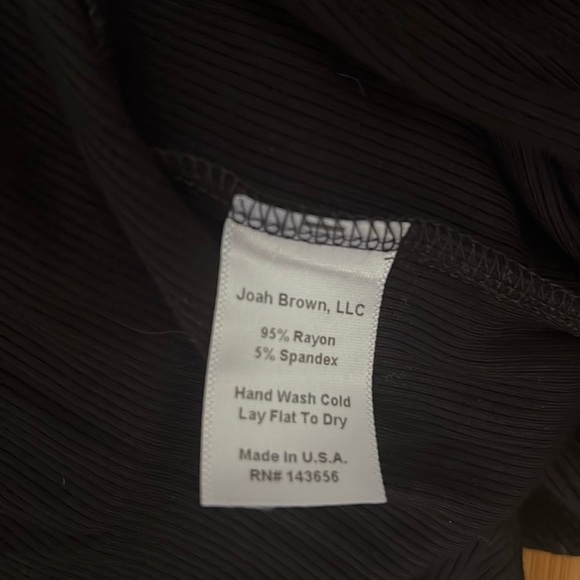 Joah Brown, LLC
95% Rayon
5% Spandex
Hand Wash Cold
Lay Flat To Dry
Made In U.S.A.
RN# 143656